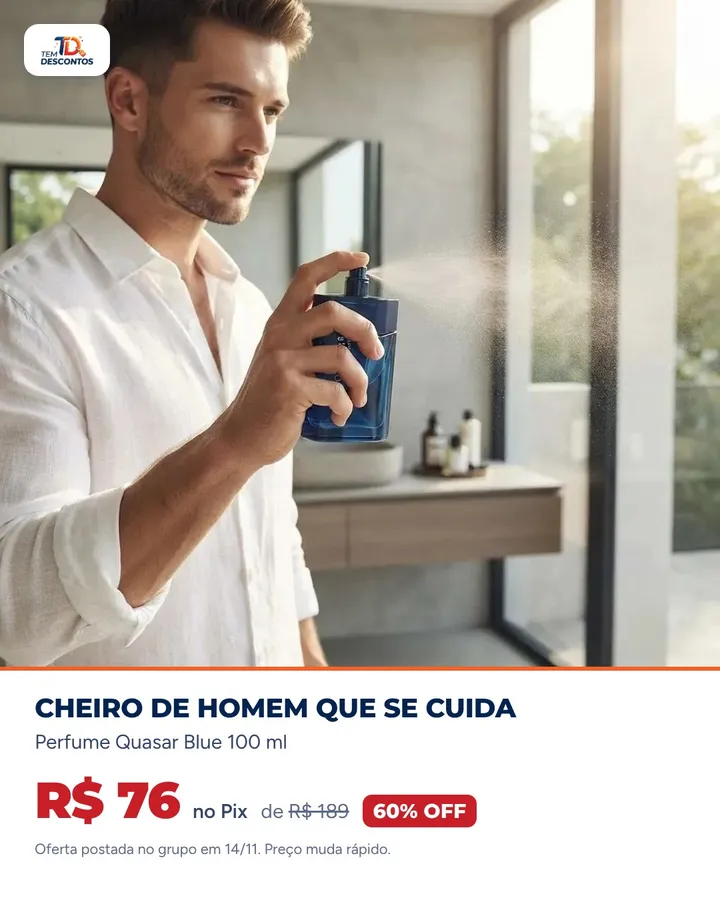 TEM TD
DESCONTOS
CHEIRO DE HOMEM QUE SE CUIDA
Perfume Quasar Blue 100 ml
R$ 76 no Pix de R$ 189 60% OFF
Oferta postada no grupo em 14/11. Preço muda rápido.